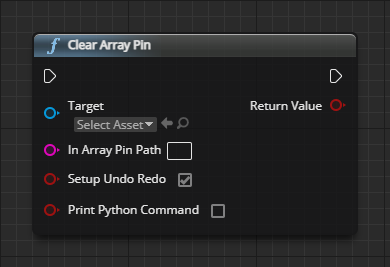 Clear Array Pin
Target
Return Value
Select Asset
In Array Pin Path
Setup Undo Redo
Print Python Command